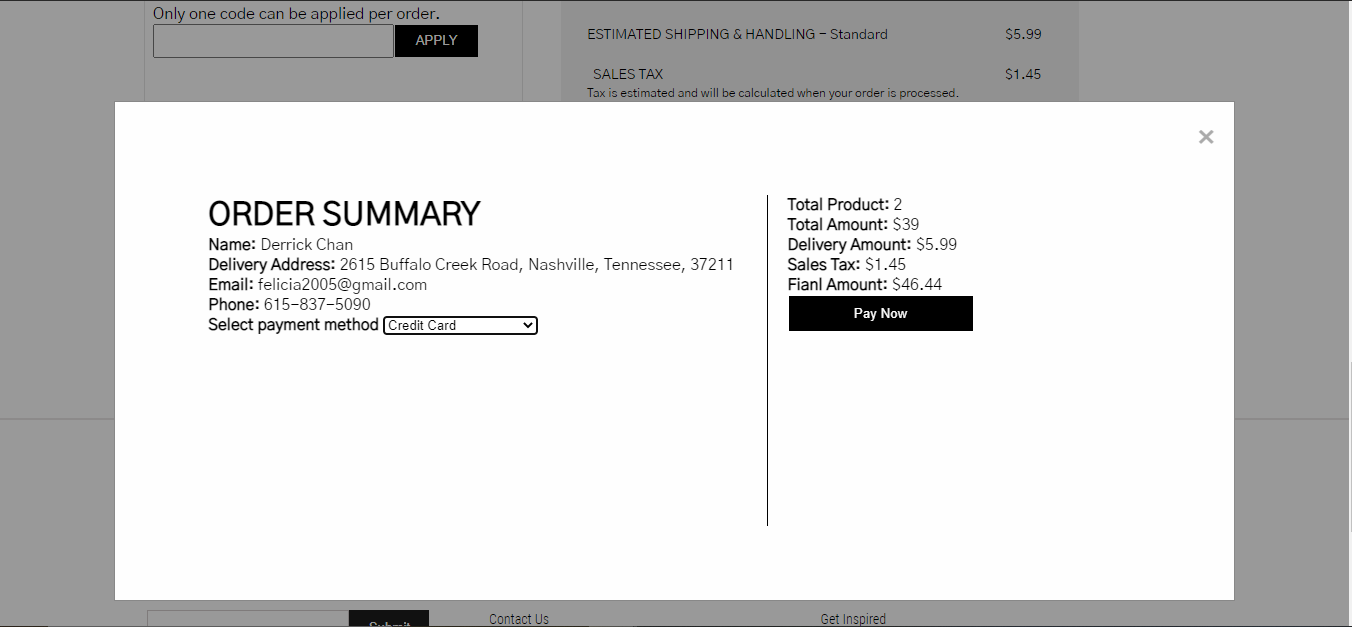 Only one code can be applied per order.
APPLY
ESTIMATED SHIPPING & HANDLING - Standard $5.99
SALES TAX $1.45
Tax is estimated and will be calculated when your order is processed.
×
ORDER SUMMARY
Name: Derrick Chan
Delivery Address: 2615 Buffalo Creek Road, Nashville, Tennessee, 37211
Email: felicia2005@gmail.com
Phone: 615-837-5090
Select payment method Credit Card
Total Product: 2
Total Amount: $39
Delivery Amount: $5.99
Sales Tax: $1.45
Fianl Amount: $46.44
Pay Now
Submit
Contact Us
Get Inspired